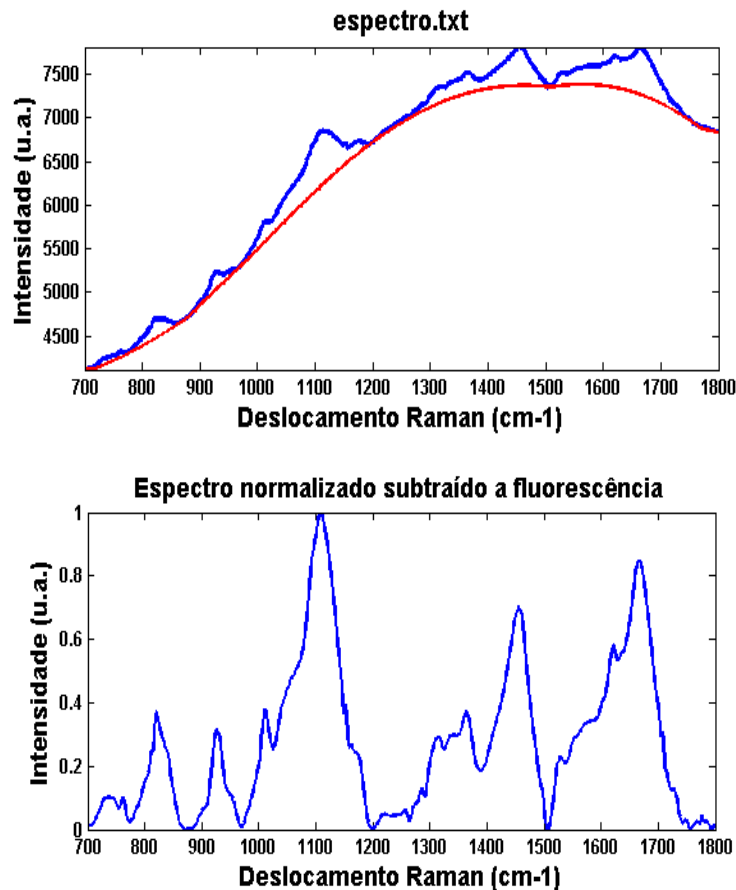 espectro.txt
Intensidade (u.a.)
7500
7000
6500
6000
5500
5000
4500
700 800 900 1000 1100 1200 1300 1400 1500 1600 1700 1800
Deslocamento Raman (cm-1)
Espectro normalizado subtraído a fluorescência
Intensidade (u.a.)
1
0.8
0.6
0.4
0.2
0
700 800 900 1000 1100 1200 1300 1400 1500 1600 1700 1800
Deslocamento Raman (cm-1)